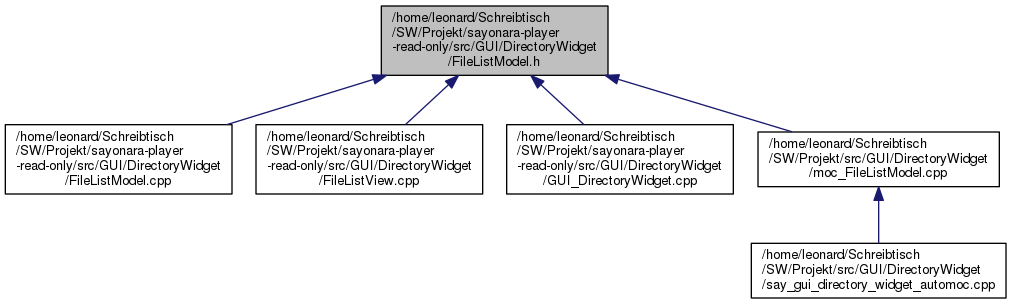 /home/leonard/Schreibtisch
/SW/Projekt/sayonara-player
-read-only/src/GUI/DirectoryWidget
/FileListModel.h
/home/leonard/Schreibtisch
/SW/Projekt/sayonara-player
-read-only/src/GUI/DirectoryWidget
/FileListModel.cpp
/home/leonard/Schreibtisch
/SW/Projekt/sayonara-player
-read-only/src/GUI/DirectoryWidget
/FileListView.cpp
/home/leonard/Schreibtisch
/SW/Projekt/sayonara-player
-read-only/src/GUI/DirectoryWidget
/GUI_DirectoryWidget.cpp
/home/leonard/Schreibtisch
/SW/Projekt/src/GUI/DirectoryWidget
/moc_FileListModel.cpp
/home/leonard/Schreibtisch
/SW/Projekt/src/GUI/DirectoryWidget
/say_gui_directory_widget_automoc.cpp